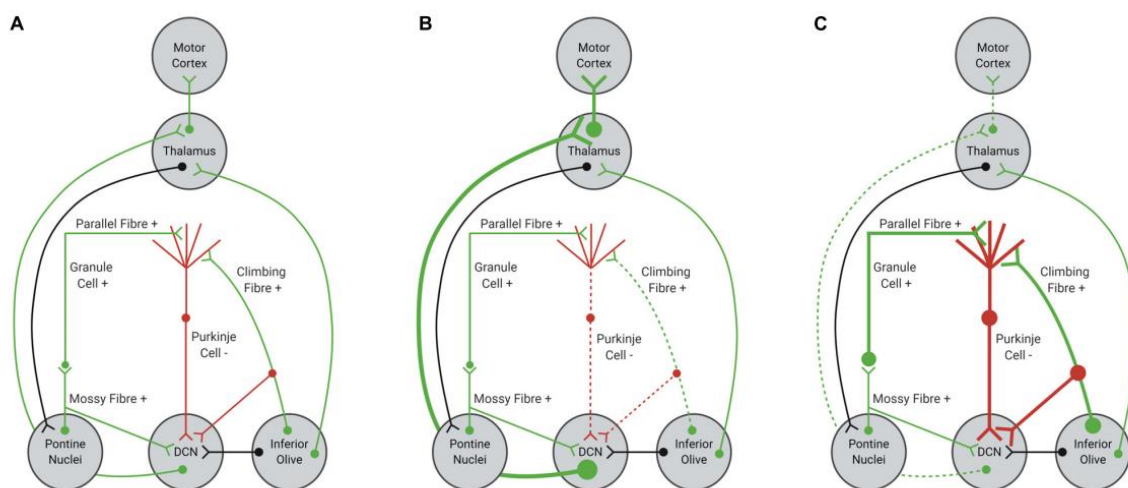 A
Motor
Cortex
Thalamus
Parallel Fibre +
Granule
Cell +
Climbing
Fibre +
Purkinje
Cell -
Mossy Fibre +
Pontine
Nuclei
DCN
Inferior
Olive
B
Motor
Cortex
Thalamus
Parallel Fibre +
Granule
Cell +
Climbing
Fibre +
Purkinje
Cell -
Mossy Fibre +
Pontine
Nuclei
DCN
Inferior
Olive
C
Motor
Cortex
Thalamus
Parallel Fibre +
Granule
Cell +
Climbing
Fibre +
Purkinje
Cell -
Mossy Fibre +
Pontine
Nuclei
DCN
Inferior
Olive